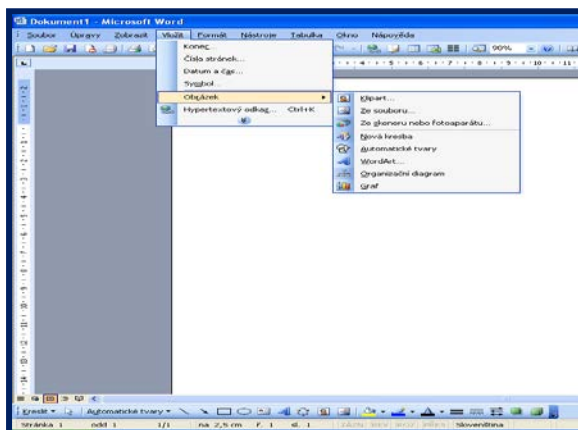 Dokument1 - Microsoft Word
Soubor Úpravy Zobrazit Vložit Formát Nástroje Tabulka Okno Nápověda
90%
Konec...
Čísla stránek...
Datum a čas...
Symbol...
Obrázek
Hypertextový odkaz... Ctrl+K
Klipart...
Ze souboru...
Ze skeneru nebo fotoaparátu...
Nová kresba
Automatické tvary
WordArt...
Organizační diagram
Graf
Kreslit Automatické tvary
Stránka 1 odd 1 1/1 na 2,5 cm Ř. 1 sl. 1 Slovenština